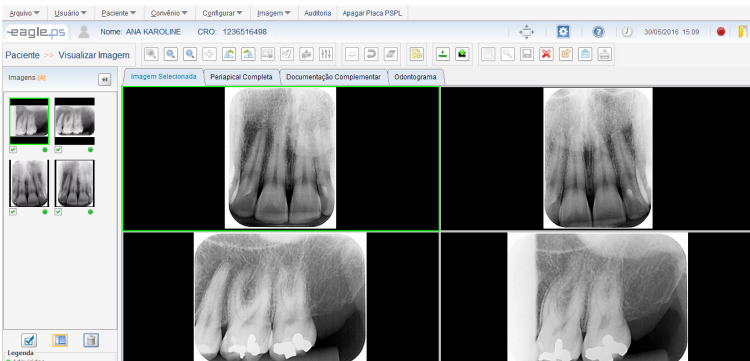 Arquivo Usuário Paciente Convênio Configurar Imagem Auditoria Apagar Placa PSPL
eagle.ps Nome: ANA KAROLINE CRO: 1236516498 30/05/2016 15:09
Paciente >> Visualizar Imagem
Imagens (4) Imagem Selecionada Periapical Completa Documentação Complementar Odontograma
Legenda